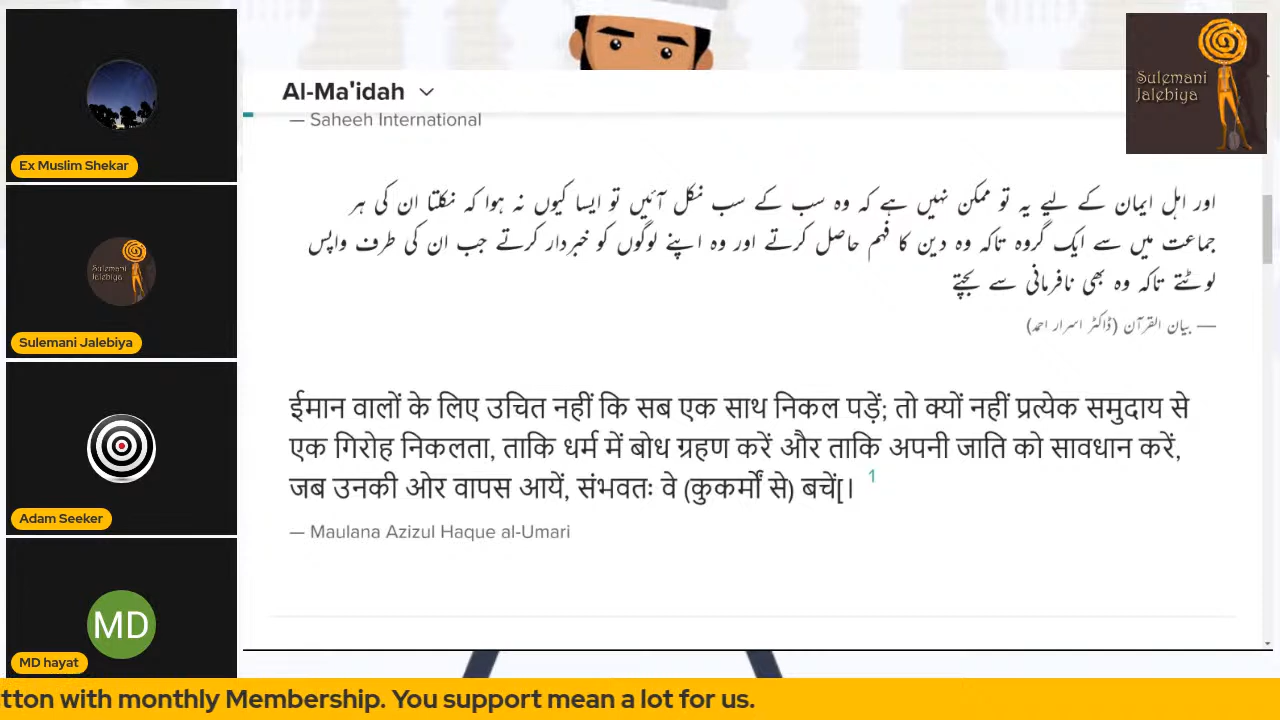 Ex Muslim Shekar
Sulemani Jalebiya
Sulemani
Jalebiya
Adam Seeker
MD
MD hayat
Al-Ma'idah
— Saheeh International
اور اہل ایمان کے لیے یہ تو ممکن نہیں ہے کہ وہ سب کے سب نکل آئیں تو ایسا کیوں نہ ہوا کہ نکلتا ان کی ہر
جماعت میں سے ایک گروہ تاکہ وہ دین کا فہم حاصل کرتے اور وہ اپنے لوگوں کو خبردار کرتے جب ان کی طرف واپس
لوٹتے تاکہ وہ بھی نافرمانی سے بچتے
— بیان القرآن (ڈاکٹر اسرار احمد)
ईमान वालों के लिए उचित नहीं कि सब एक साथ निकल पड़ें; तो क्यों नहीं प्रत्येक समुदाय से
एक गिरोह निकलता, ताकि धर्म में बोध ग्रहण करें और ताकि अपनी जाति को सावधान करें,
जब उनकी ओर वापस आयें, संभवतः वे (कुकर्मों से) बचें[। 1
— Maulana Azizul Haque al-Umari
Sulemani
Jalebiya
tton with monthly Membership. You support mean a lot for us.